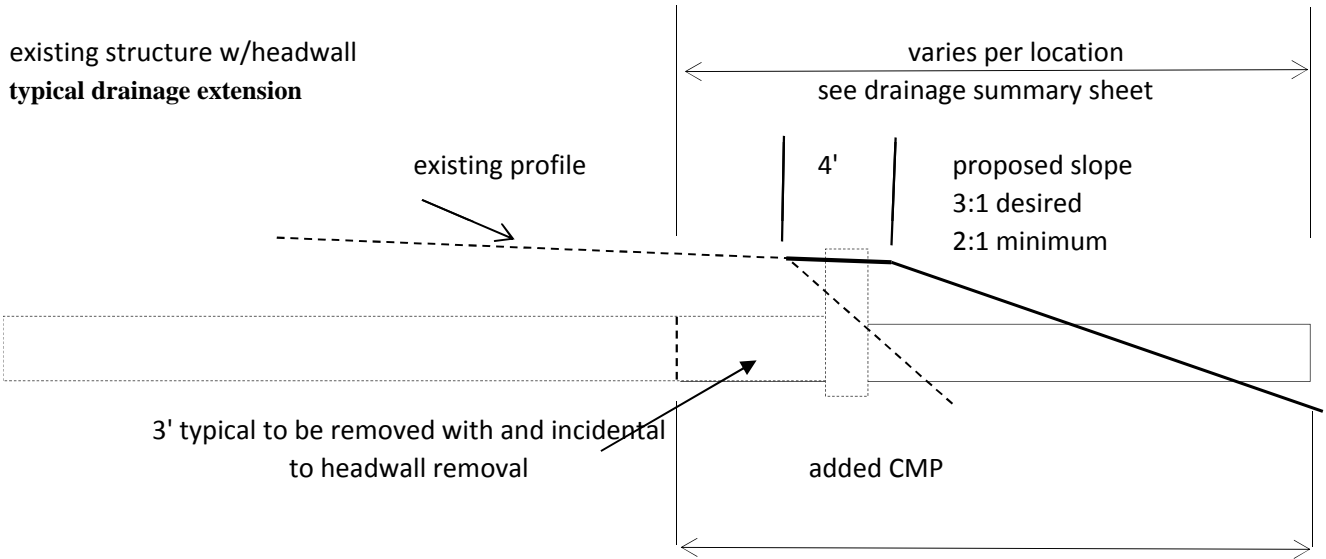 existing structure w/headwall
typical drainage extension
varies per location
see drainage summary sheet
existing profile
4'
proposed slope
3:1 desired
2:1 minimum
3' typical to be removed with and incidental
to headwall removal
added CMP